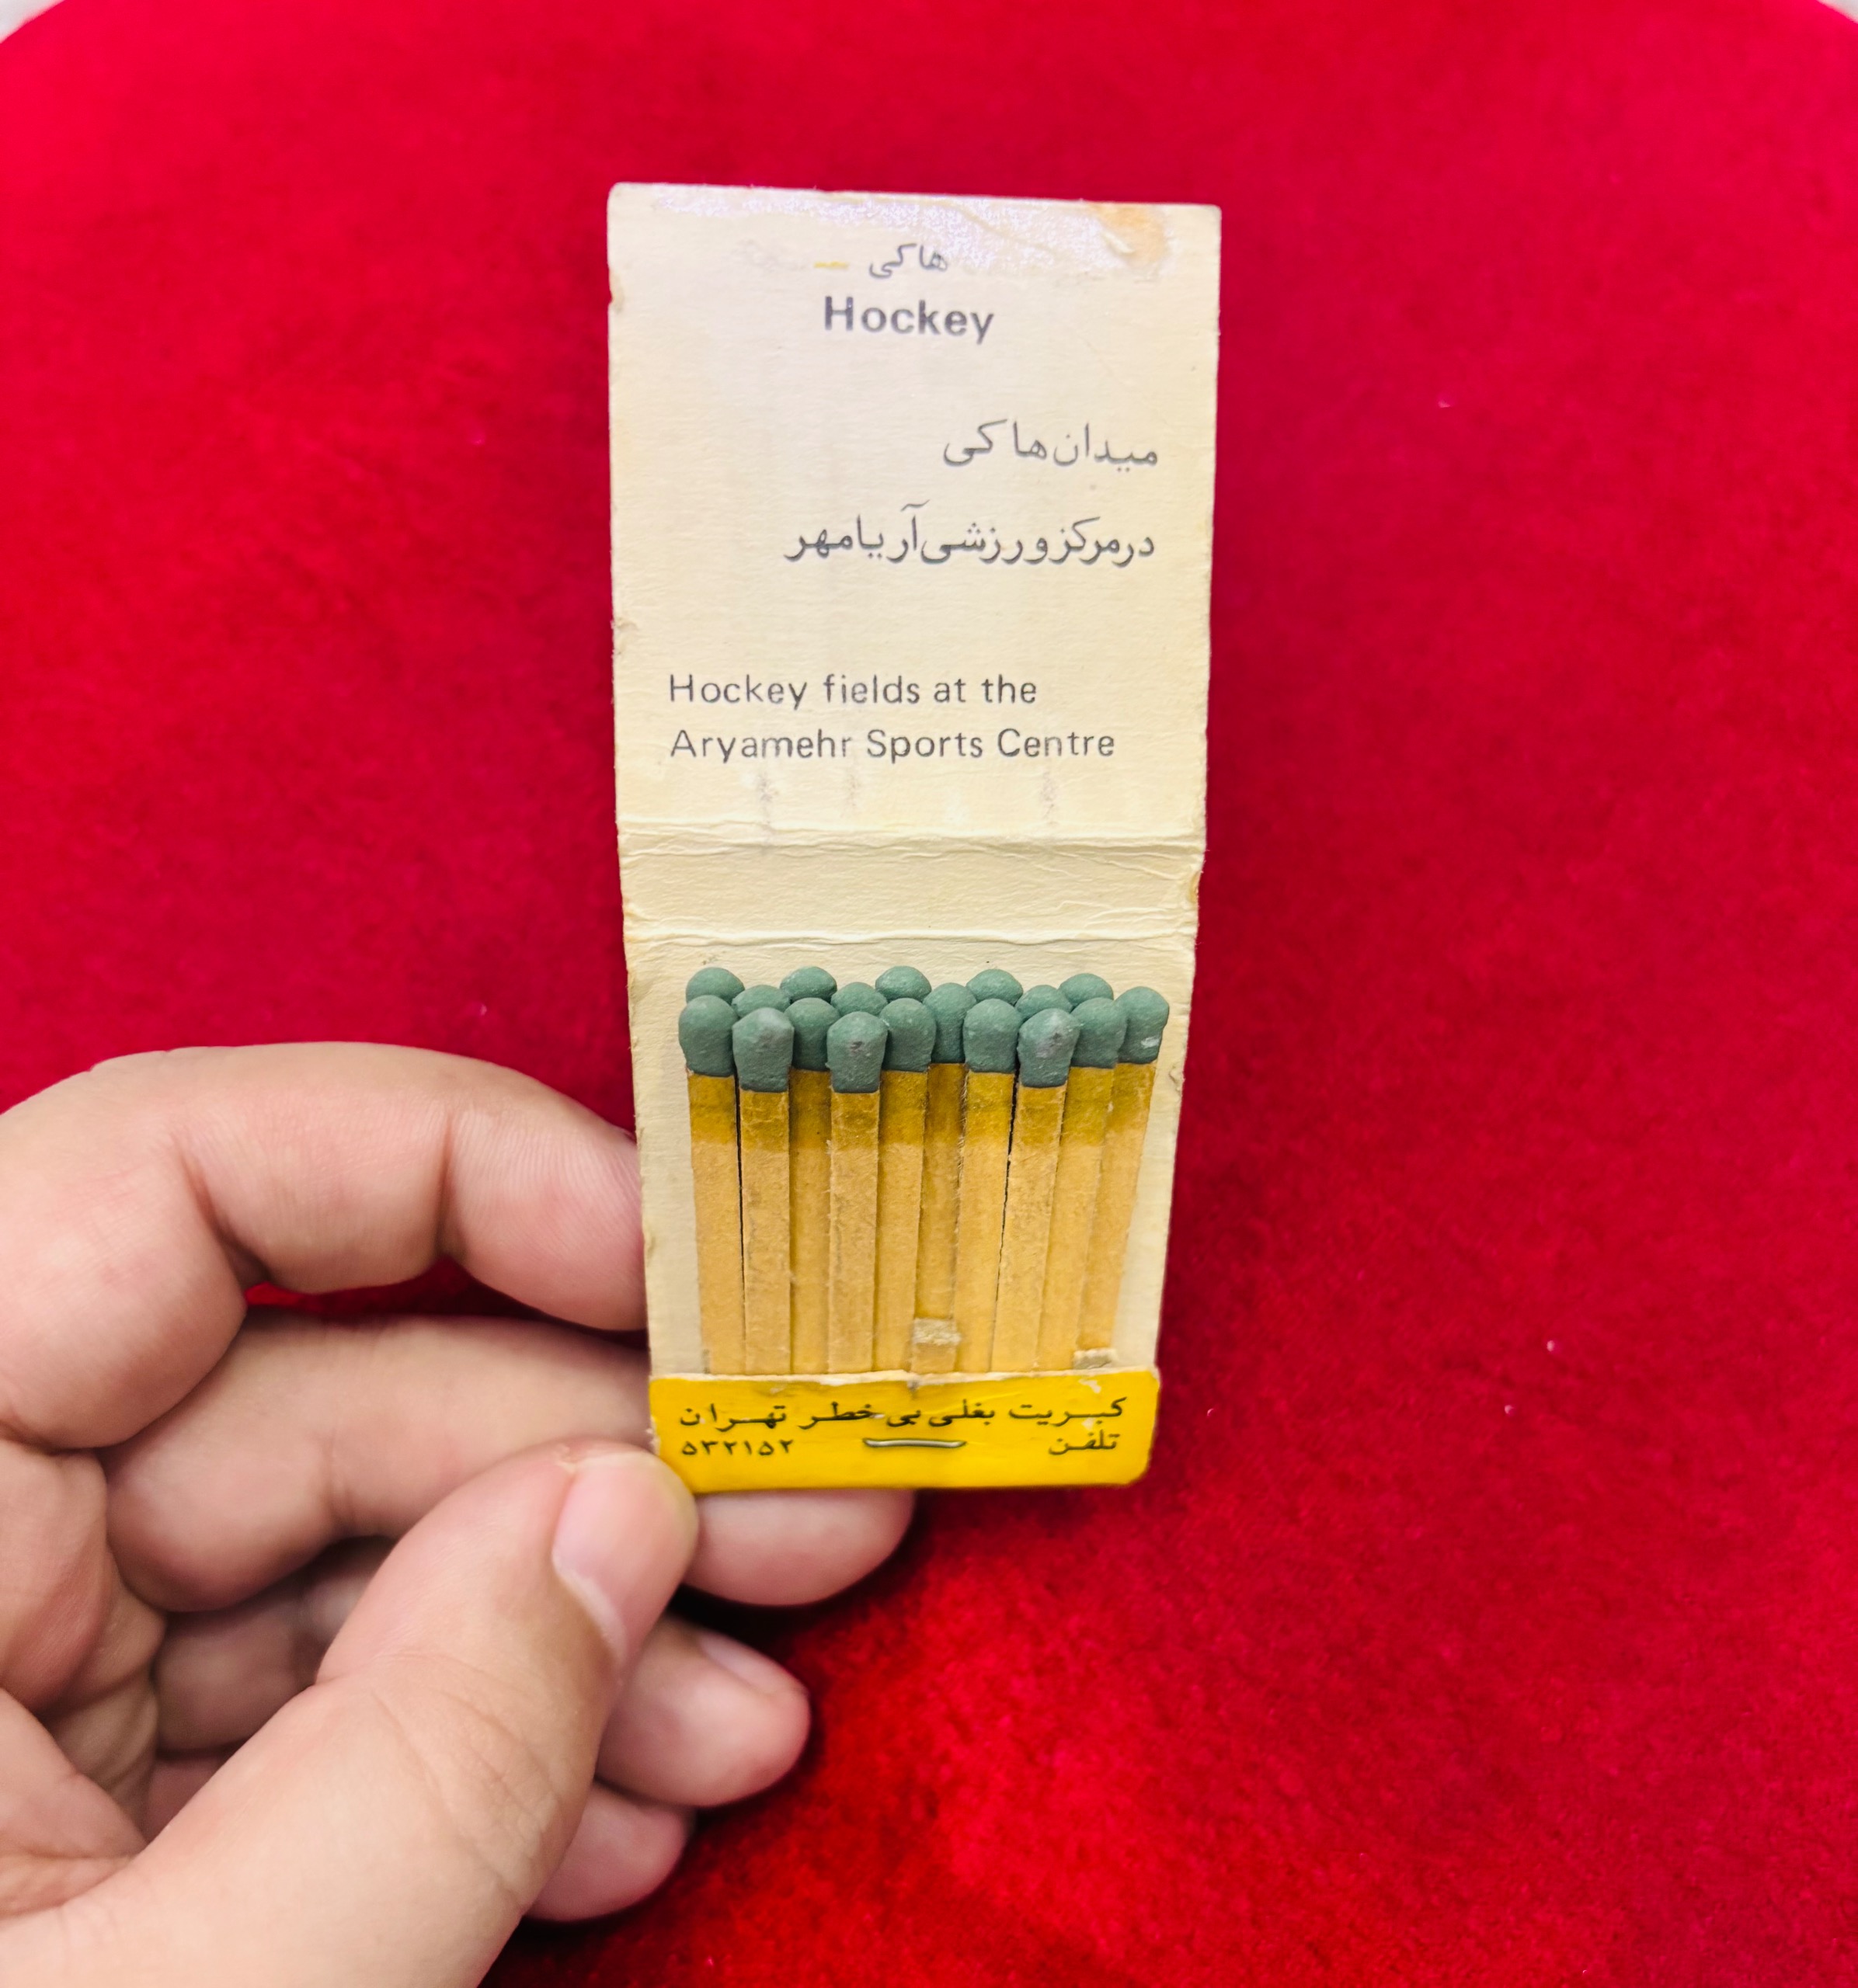 هاکی
Hockey
میدان هاکی
در مرکز ورزشی آریامهر
Hockey fields at the
Aryamehr Sports Centre
کبریت بغلی بی خطر تهران
تلفن ۵۳۲۱۵۲